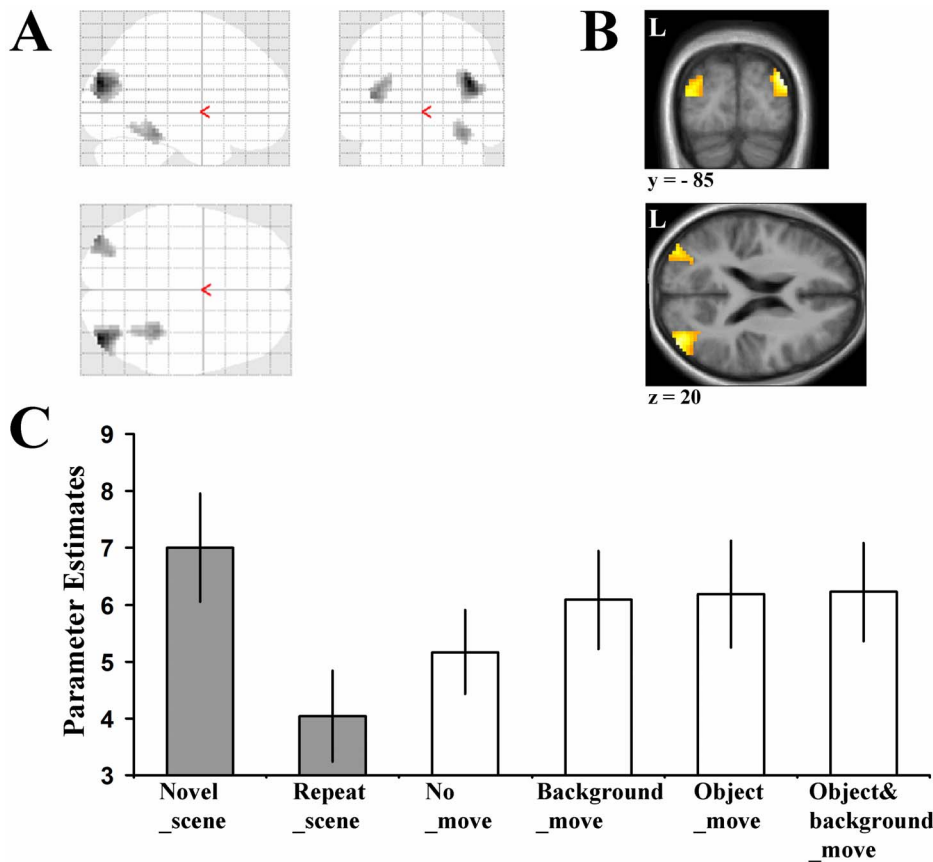 A
B
L
y = - 85
L
z = 20
C
Parameter Estimates
9
8
7
6
5
4
3
Novel
_scene
Repeat
_scene
No
_move
Background
_move
Object
_move
Object&
background
_move